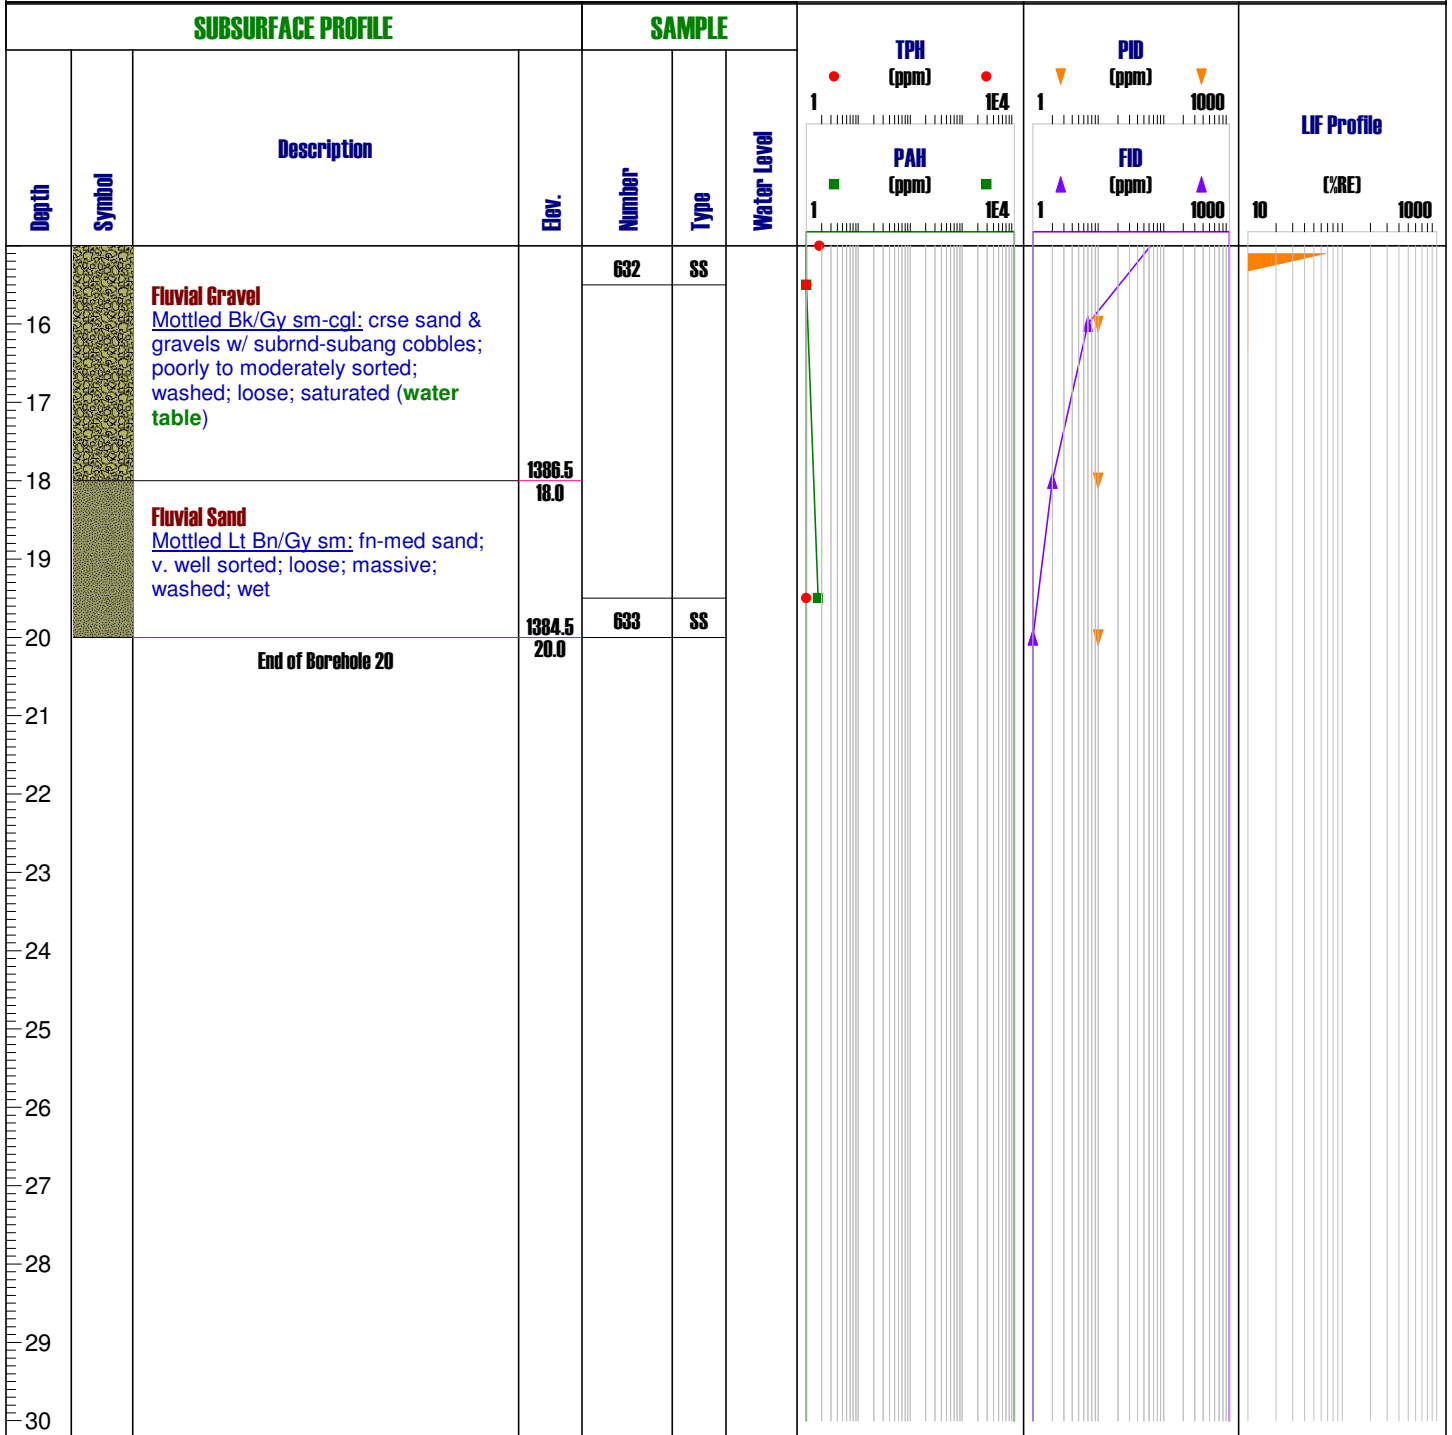 SUBSURFACE PROFILE
SAMPLE
Depth
Symbol
Description
Elev.
Number
Type
Water Level
TPH
(ppm)
1 1E4
PAH
(ppm)
1 1E4
PID
(ppm)
1 1000
FID
(ppm)
1 1000
LIF Profile
(%RE)
10 1000
632 SS
Fluvial Gravel
Mottled Bk/Gy sm-cgl: crse sand &
gravels w/ subrnd-subang cobbles;
poorly to moderately sorted;
washed; loose; saturated (water
table)
1386.5
18.0
Fluvial Sand
Mottled Lt Bn/Gy sm: fn-med sand;
v. well sorted; loose; massive;
washed; wet
633 SS
1384.5
20.0
End of Borehole 20
16
17
18
19
20
21
22
23
24
25
26
27
28
29
30